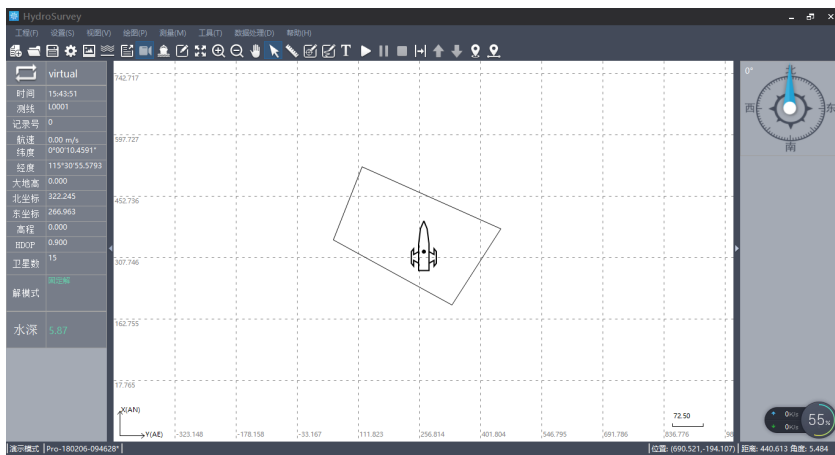 HydroSurvey
工程(F) 设置(S) 视图(V) 绘图(P) 测量(M) 工具(T) 数据处理(D) 帮助(H)
virtual
时间 15:43:51
测线 L0001
记录号 0
航速 0.00 m/s
纬度 0°00'10.4591"
经度 115°30'55.5793
大地高 0.000
北坐标 322.245
东坐标 266.963
高程 0.000
HDOP 0.900
卫星数 15
解模式 固定解
水深 5.87
742.717
597.727
452.736
307.746
162.755
17.765
X(AN)
Y(AE) -323.148 -178.158 -33.167 111.823 256.814 401.804 546.795 691.786 836.776 98
72.50
0°
北
西 东
南
0K/s
0K/s
55%
演示模式 Pro-180206-094628*
位置: (690.521,-194.107) 距离: 440.613 角度: 5.484